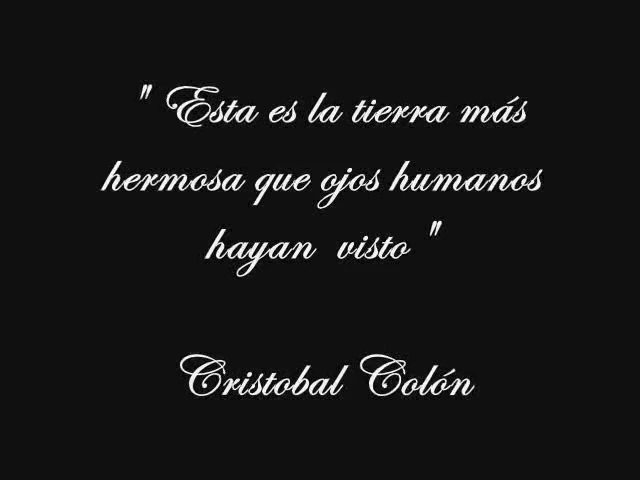 " Esta es la tierra más
hermosa que ojos humanos
hayan visto "
Cristobal Colón